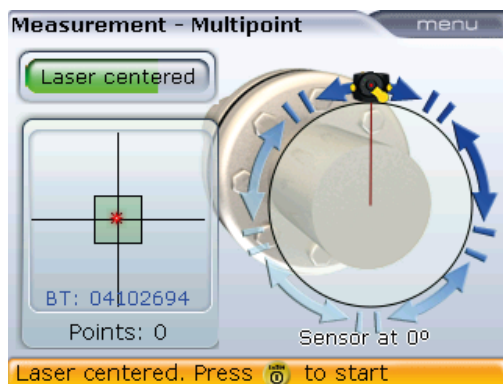 Measurement - Multipoint
menu
Laser centered
BT: 04102694
Points: 0
Sensor at 0º
Laser centered. Press to start